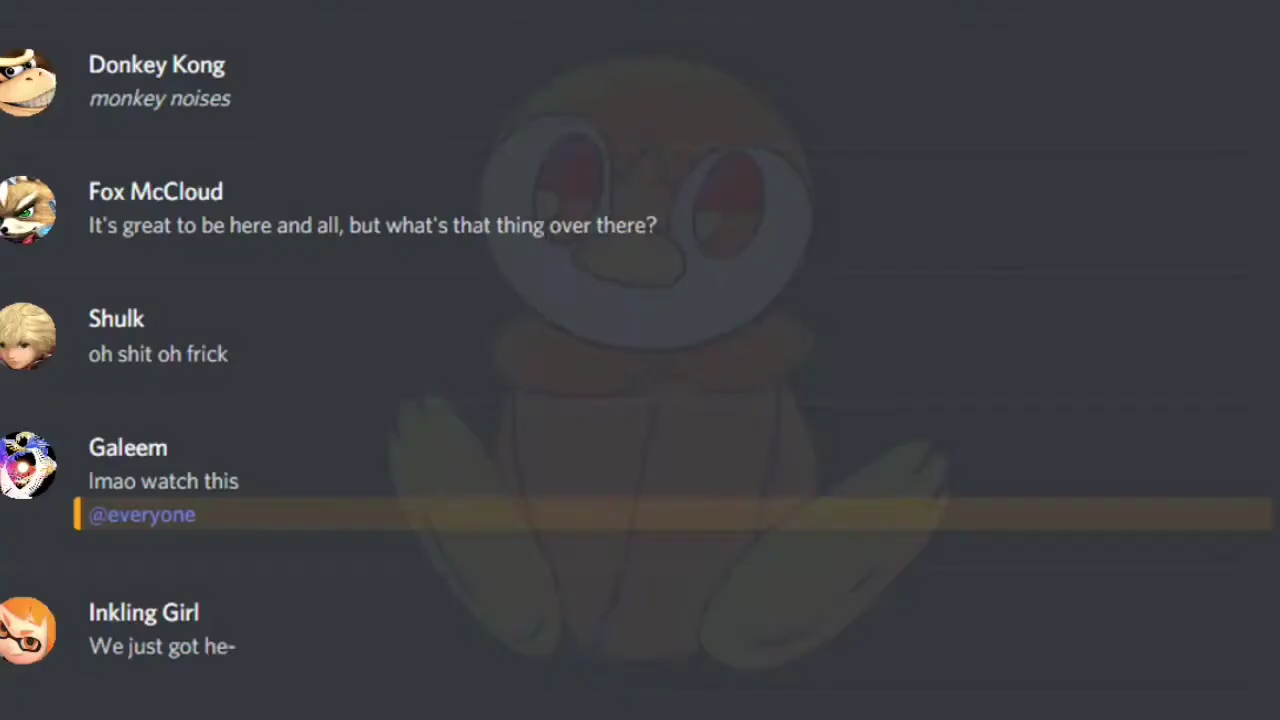 Donkey Kong
monkey noises
Fox McCloud
It's great to be here and all, but what's that thing over there?
Shulk
oh shit oh frick
Galeem
lmao watch this
@everyone
Inkling Girl
We just got he-